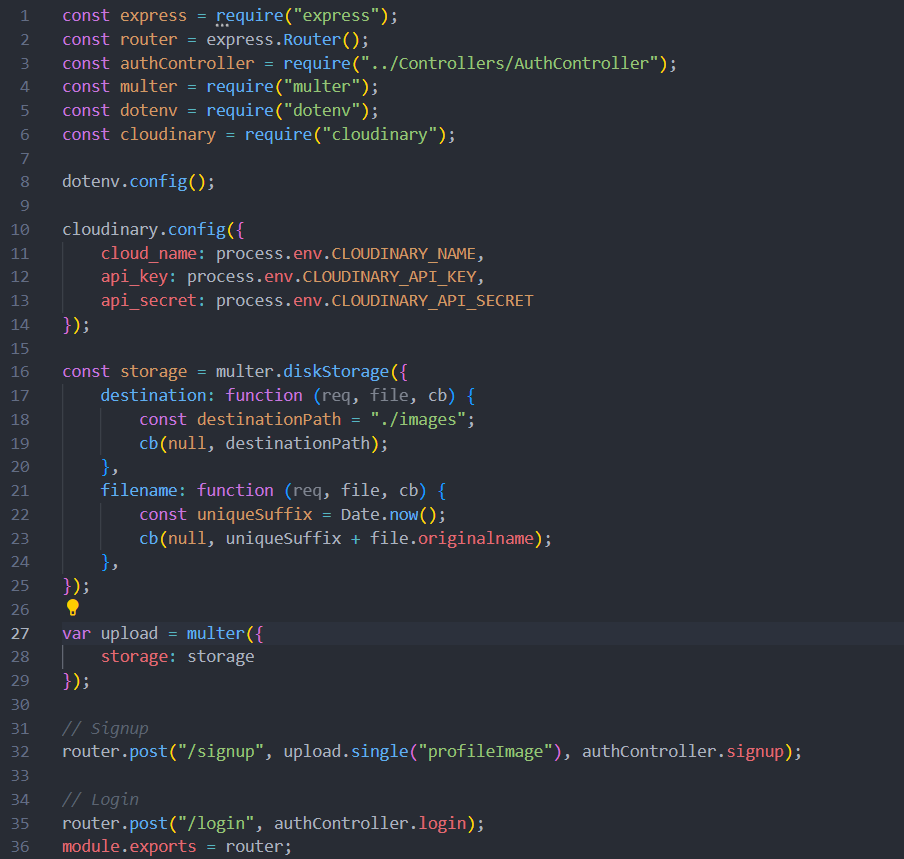 1 const express = require("express");
2 const router = express.Router();
3 const authController = require("../Controllers/AuthController");
4 const multer = require("multer");
5 const dotenv = require("dotenv");
6 const cloudinary = require("cloudinary");
7
8 dotenv.config();
9
10 cloudinary.config({
11     cloud_name: process.env.CLOUDINARY_NAME,
12     api_key: process.env.CLOUDINARY_API_KEY,
13     api_secret: process.env.CLOUDINARY_API_SECRET
14 });
15
16 const storage = multer.diskStorage({
17     destination: function (req, file, cb) {
18         const destinationPath = "./images";
19         cb(null, destinationPath);
20     },
21     filename: function (req, file, cb) {
22         const uniqueSuffix = Date.now();
23         cb(null, uniqueSuffix + file.originalname);
24     },
25 });
26
27 var upload = multer({
28     storage: storage
29 });
30
31 // Signup
32 router.post("/signup", upload.single("profileImage"), authController.signup);
33
34 // Login
35 router.post("/login", authController.login);
36 module.exports = router;